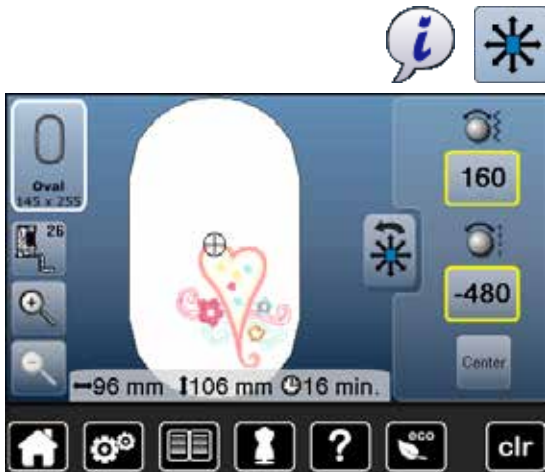 i
Oval
145 x 255
160
26
-480
Center
96 mm 106 mm 16 min.
?
eco
clr